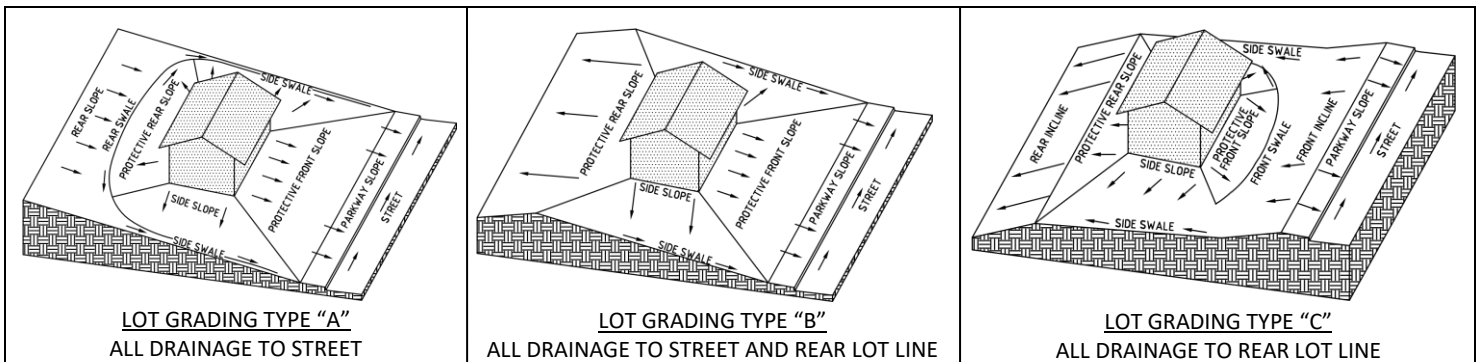 REAR SLOPE
REAR SWALE
PROTECTIVE REAR SLOPE
SIDE SWALE
SIDE SLOPE
SIDE SWALE
PROTECTIVE FRONT SLOPE
PARKWAY SLOPE
STREET
LOT GRADING TYPE “A”
ALL DRAINAGE TO STREET
PROTECTIVE REAR SLOPE
SIDE SWALE
SIDE SLOPE
SIDE SWALE
PROTECTIVE FRONT SLOPE
PARKWAY SLOPE
STREET
LOT GRADING TYPE “B”
ALL DRAINAGE TO STREET AND REAR LOT LINE
REAR INCLINE
PROTECTIVE REAR SLOPE
SIDE SWALE
SIDE SLOPE
SIDE SWALE
PROTECTIVE
FRONT SLOPE
FRONT SWALE
FRONT INCLINE
PARKWAY SLOPE
STREET
LOT GRADING TYPE “C”
ALL DRAINAGE TO REAR LOT LINE